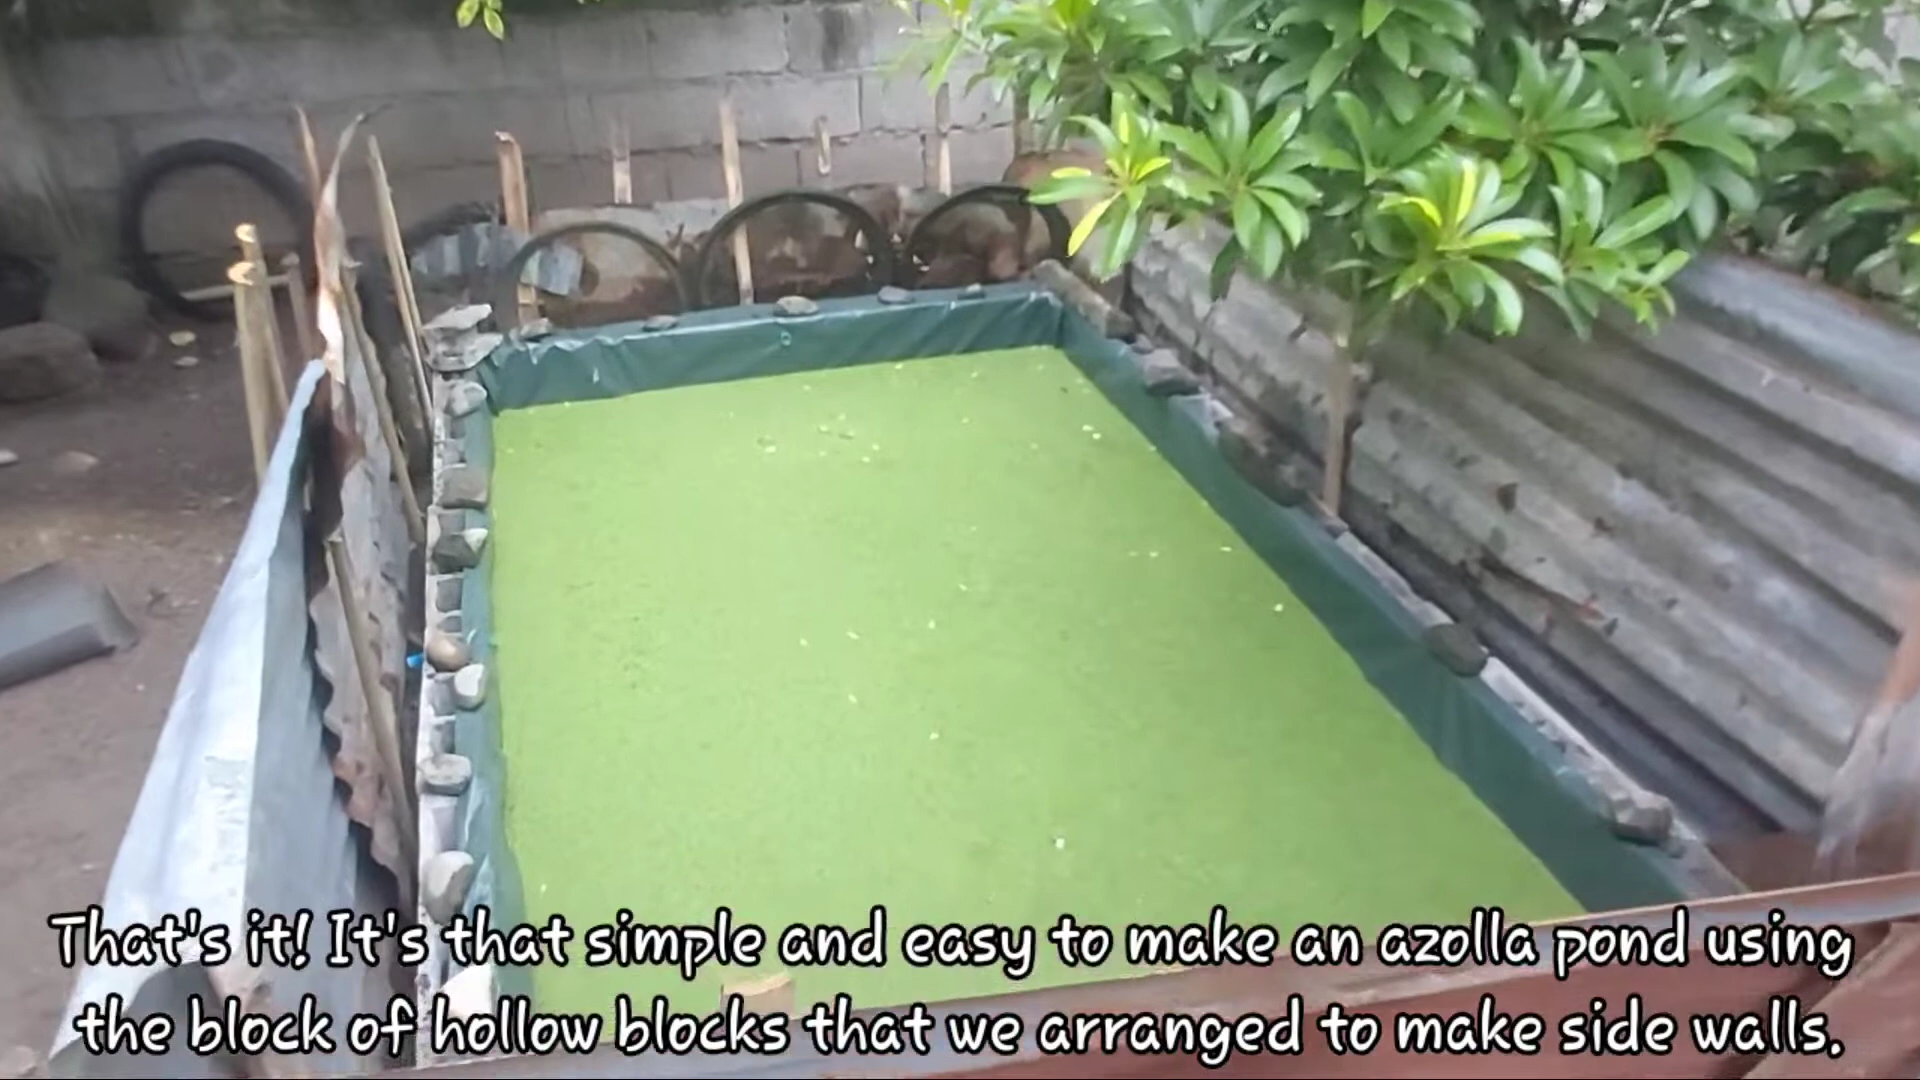 That's it! It's that simple and easy to make an azolla pond using
the block of hollow blocks that we arranged to make side walls.